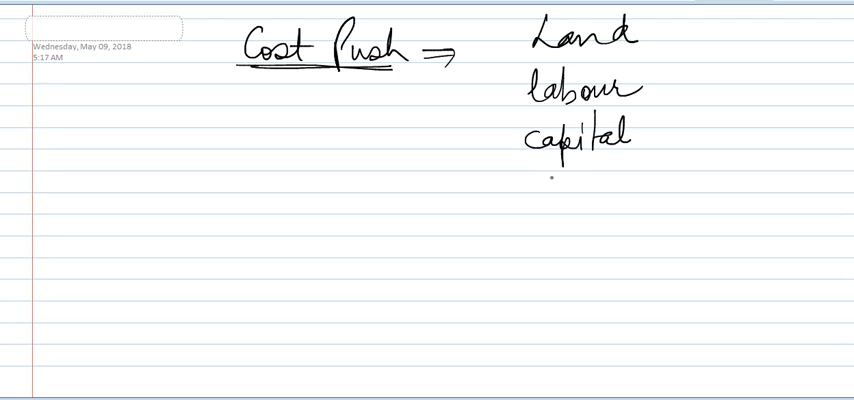 Cost Push ⇒ Land
labour
capital
Wednesday, May 09, 2018
5:17 AM